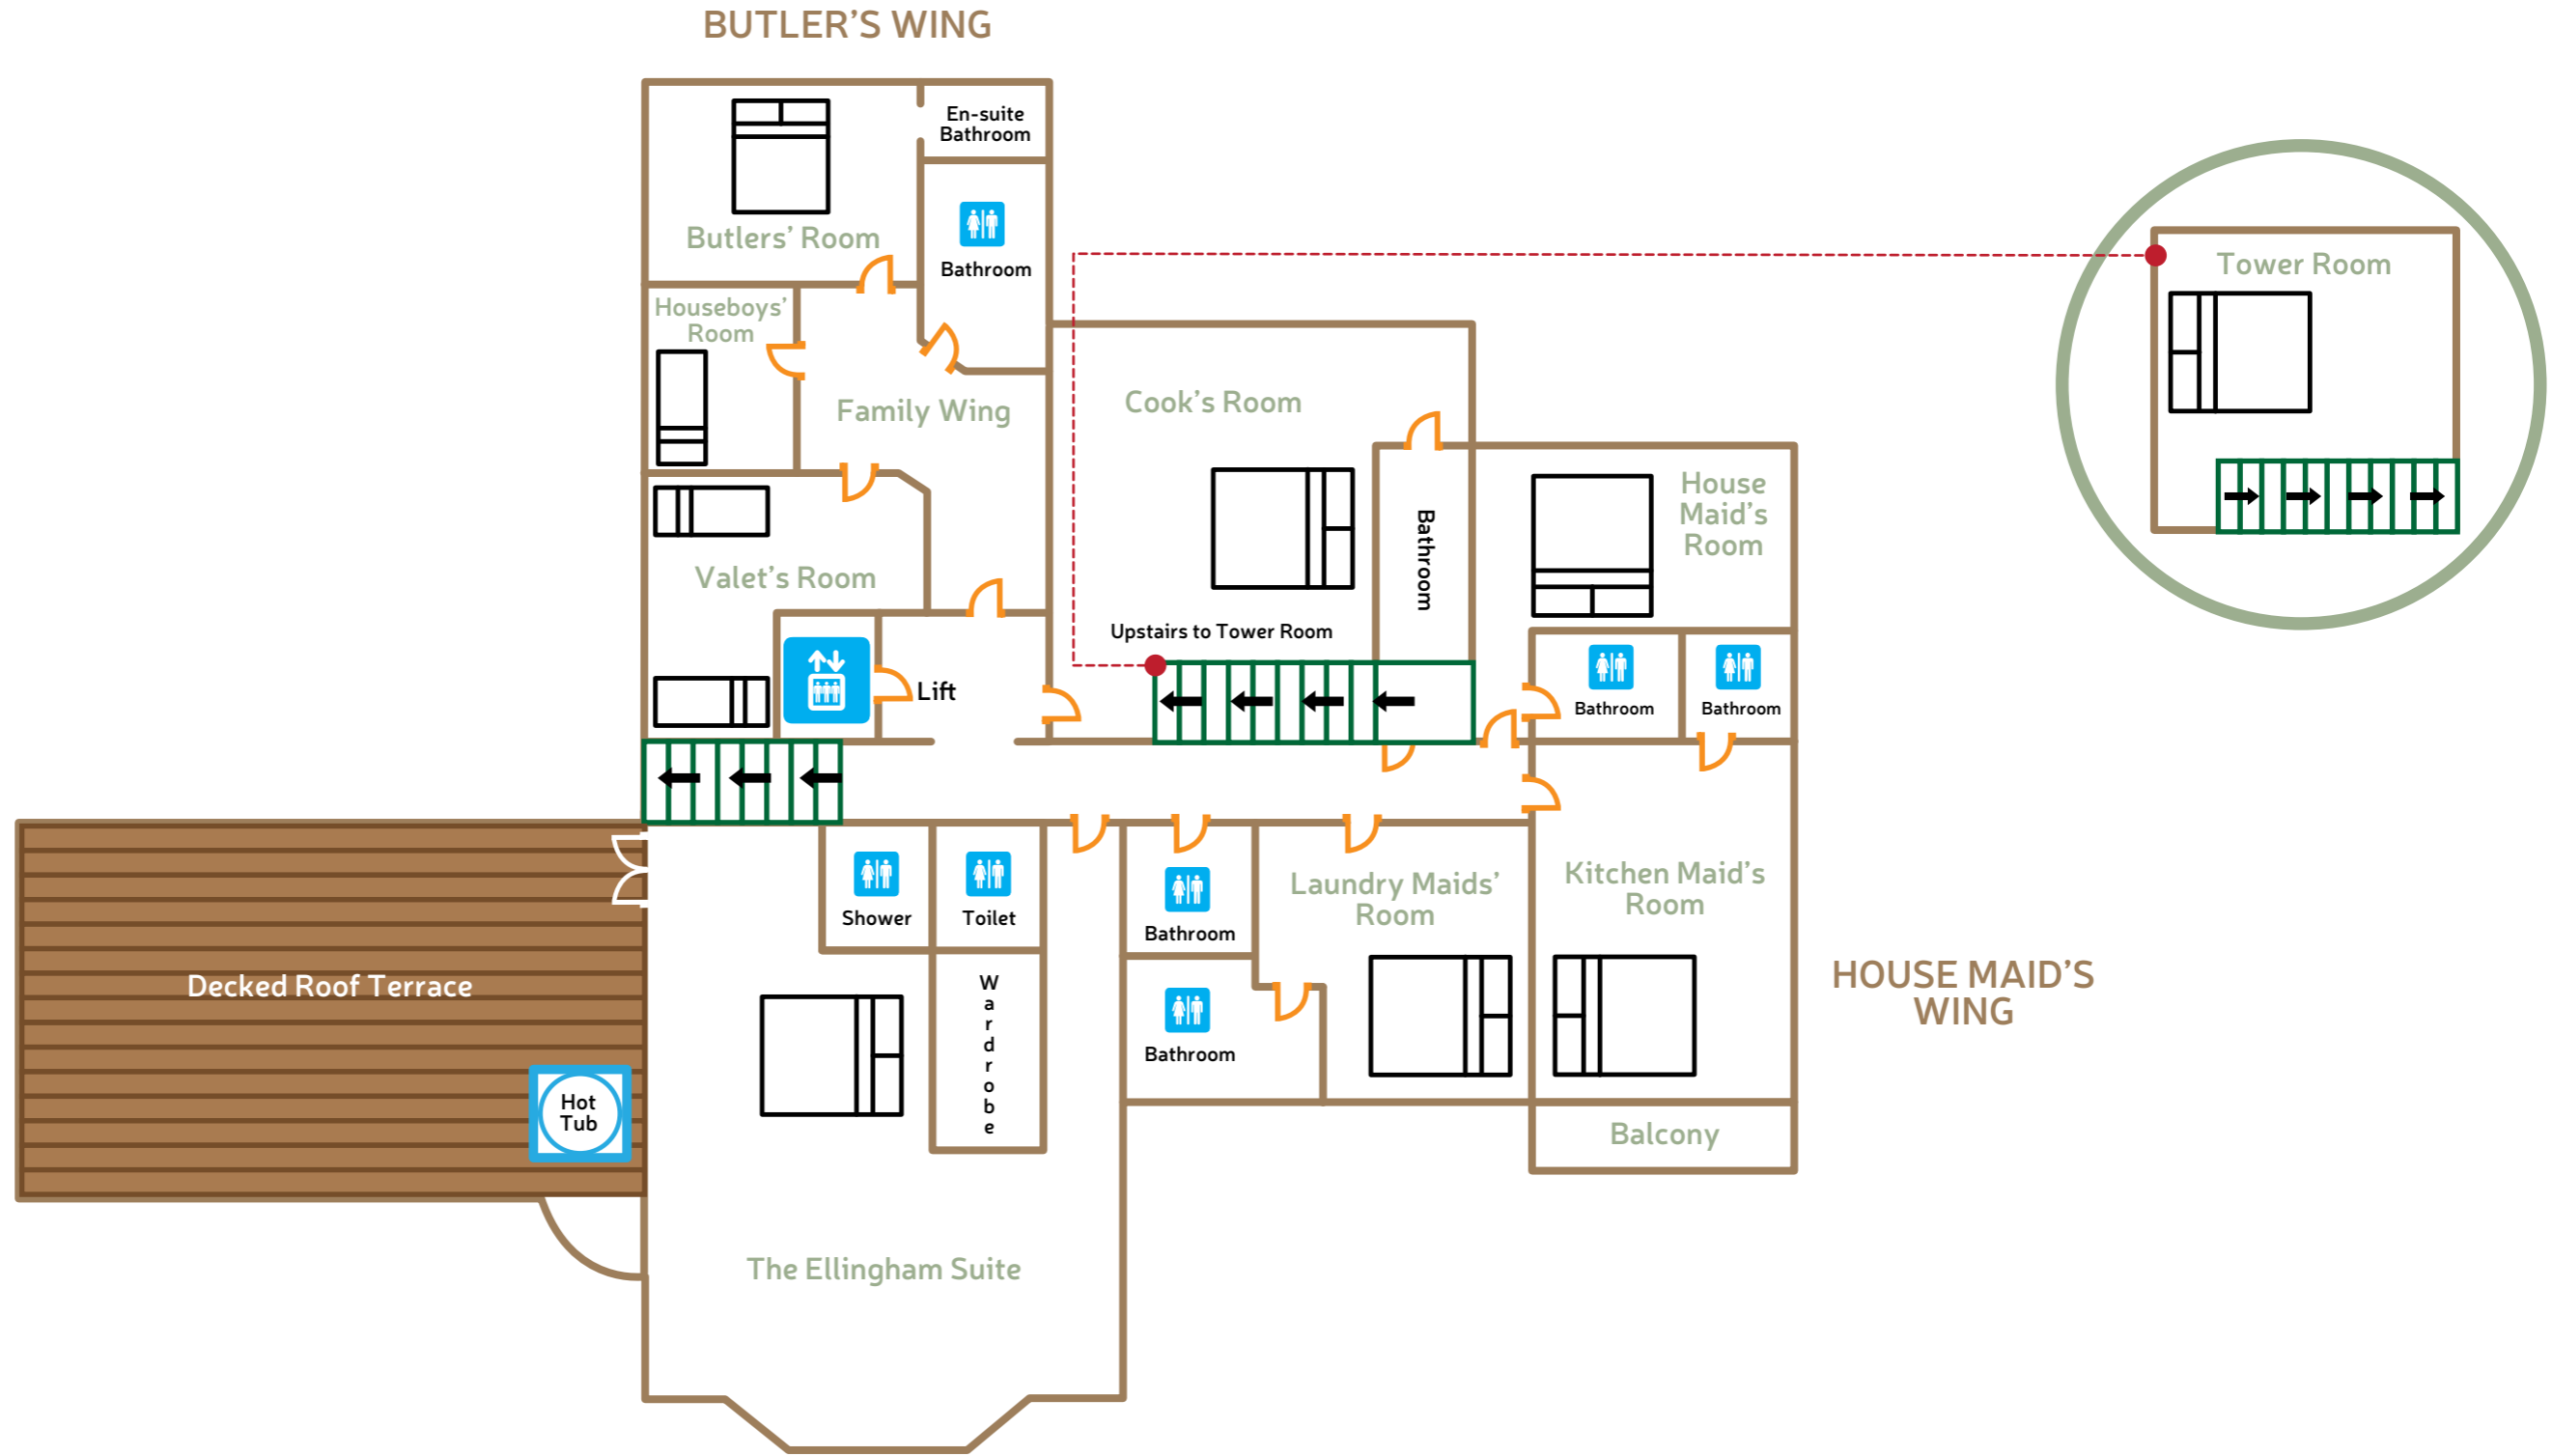 BUTLER’S WING
En-suite
Bathroom
Butlers’ Room
Bathroom
Tower Room
Houseboys’
Room
Family Wing
Cook’s Room
House
Maid’s
Room
Bathroom
Valet’s Room
Upstairs to Tower Room
Lift
Bathroom
Bathroom
Shower
Toilet
Bathroom
Laundry Maids’
Room
Kitchen Maid’s
Room
Decked Roof Terrace
Wardrobe
HOUSE MAID’S
WING
Bathroom
Hot
Tub
Balcony
The Ellingham Suite